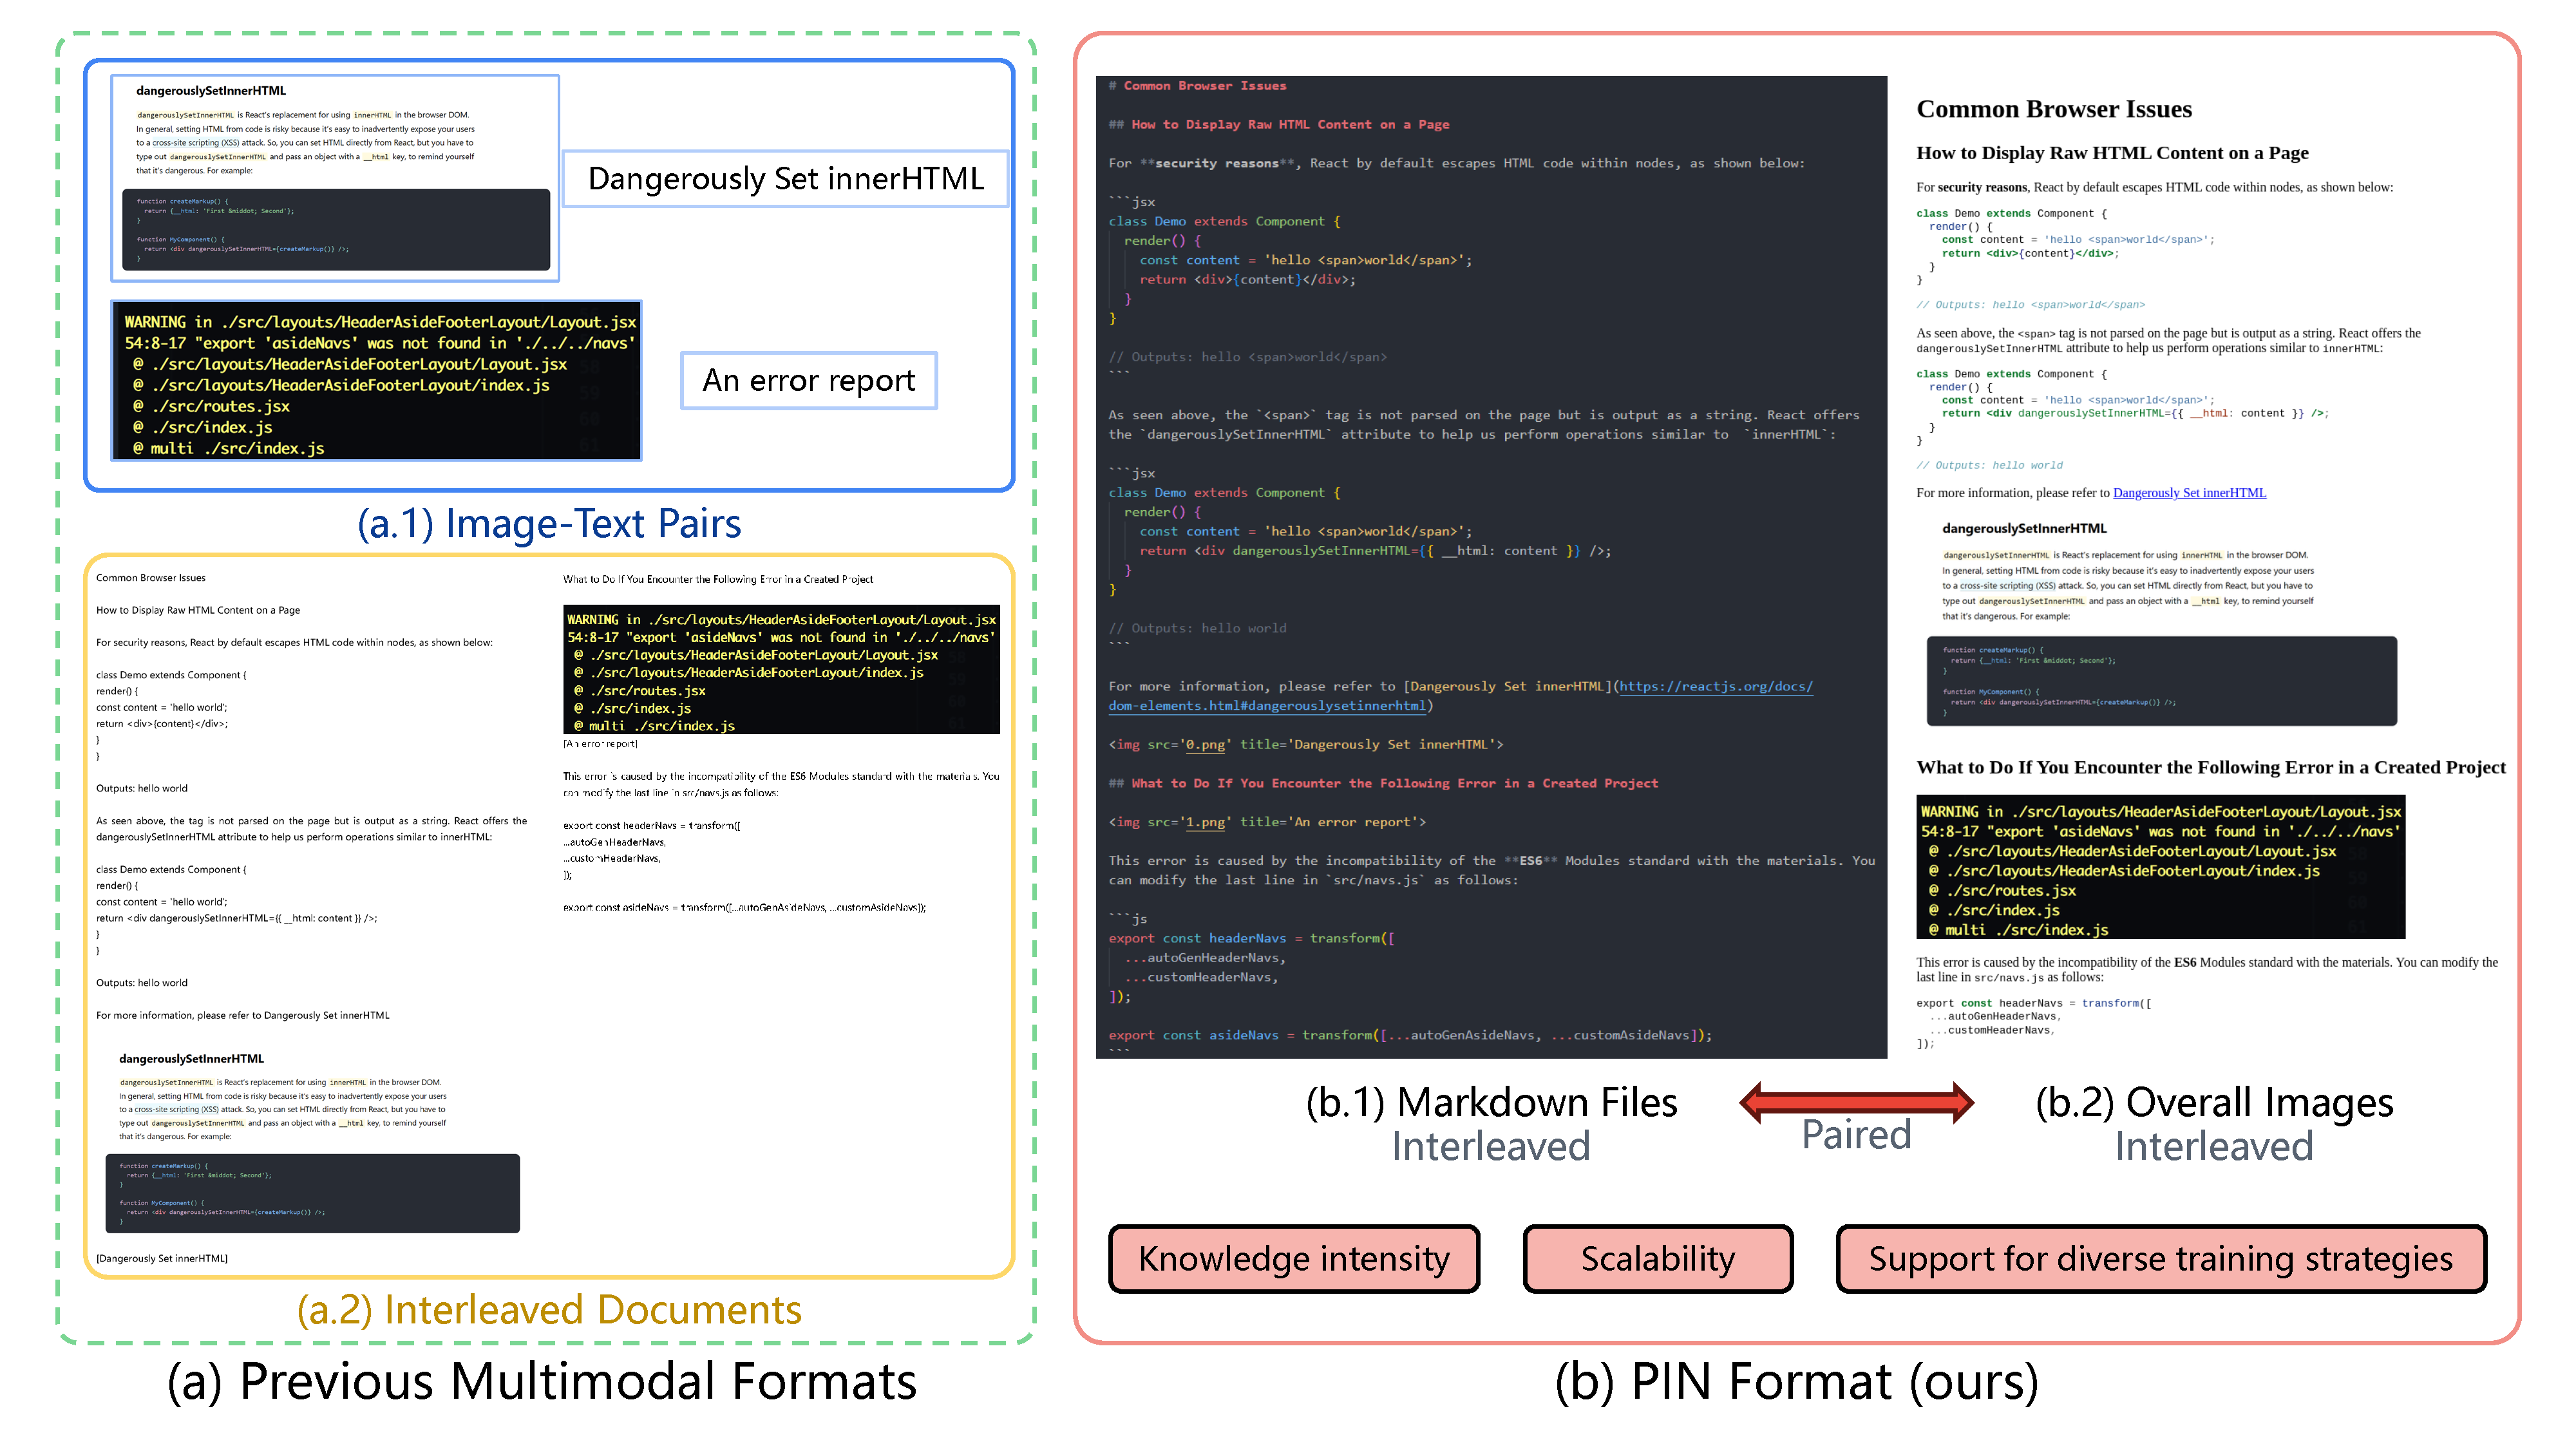 dangerouslySetInnerHTML
dangerouslySetInnerHTML is React's replacement for using innerHTML in the browser DOM.
In general, setting HTML from code is risky because it's easy to inadvertently expose your users
to a cross-site scripting (XSS) attack. So, you can set HTML directly from React, but you have to
type out dangerouslySetInnerHTML and pass an object with a __html key, to remind yourself
that it's dangerous. For example:
function createMarkup() {
return {__html: 'First &middot; Second'};
}
function MyComponent() {
return <div dangerouslySetInnerHTML={createMarkup()} />;
}
Dangerously Set innerHTML
WARNING in ./src/layouts/HeaderAsideFooterLayout/Layout.jsx
54:8-17 "export 'asideNavs' was not found in './../../navs'
@ ./src/layouts/HeaderAsideFooterLayout/Layout.jsx
@ ./src/layouts/HeaderAsideFooterLayout/index.js
@ ./src/routes.jsx
@ ./src/index.js
@ multi ./src/index.js
58
59
60
61
An error report
(a.1) Image-Text Pairs
Common Browser Issues
How to Display Raw HTML Content on a Page
For security reasons, React by default escapes HTML code within nodes, as shown below:
class Demo extends Component {
render() {
const content = 'hello world';
return <div>{content}</div>;
}
}
Outputs: hello world
As seen above, the tag is not parsed on the page but is output as a string. React offers the
dangerouslySetInnerHTML attribute to help us perform operations similar to innerHTML:
class Demo extends Component {
render() {
const content = 'hello world';
return <div dangerouslySetInnerHTML={{ __html: content }} />;
}
}
Outputs: hello world
For more information, please refer to Dangerously Set innerHTML
dangerouslySetInnerHTML
dangerouslySetInnerHTML is React's replacement for using innerHTML in the browser DOM.
In general, setting HTML from code is risky because it's easy to inadvertently expose your users
to a cross-site scripting (XSS) attack. So, you can set HTML directly from React, but you have to
type out dangerouslySetInnerHTML and pass an object with a __html key, to remind yourself
that it's dangerous. For example:
function createMarkup() {
return {__html: 'First &middot; Second'};
}
function MyComponent() {
return <div dangerouslySetInnerHTML={createMarkup()} />;
}
[Dangerously Set innerHTML]
What to Do If You Encounter the Following Error in a Created Project
WARNING in ./src/layouts/HeaderAsideFooterLayout/Layout.jsx
54:8-17 "export 'asideNavs' was not found in './../../navs'
@ ./src/layouts/HeaderAsideFooterLayout/Layout.jsx
@ ./src/layouts/HeaderAsideFooterLayout/index.js
@ ./src/routes.jsx
@ ./src/index.js
@ multi ./src/index.js
58
59
60
61
[An error report]
This error is caused by the incompatibility of the ES6 Modules standard with the materials. You
can modify the last line in src/navs.js as follows:
export const headerNavs = transform([
...autoGenHeaderNavs,
...customHeaderNavs,
]);
export const asideNavs = transform([...autoGenAsideNavs, ...customAsideNavs]);
(a.2) Interleaved Documents
(a) Previous Multimodal Formats
# Common Browser Issues
## How to Display Raw HTML Content on a Page
For **security reasons**, React by default escapes HTML code within nodes, as shown below:
```jsx
class Demo extends Component {
render() {
const content = 'hello <span>world</span>';
return <div>{content}</div>;
}
}
// Outputs: hello <span>world</span>
```
As seen above, the `<span>` tag is not parsed on the page but is output as a string. React offers
the `dangerouslySetInnerHTML` attribute to help us perform operations similar to  `innerHTML`:
```jsx
class Demo extends Component {
render() {
const content = 'hello <span>world</span>';
return <div dangerouslySetInnerHTML={{ __html: content }} />;
}
}
// Outputs: hello world
```
For more information, please refer to [Dangerously Set innerHTML](https://reactjs.org/docs/
dom-elements.html#dangerouslysetinnerhtml)
<img src='0.png' title='Dangerously Set innerHTML'>
## What to Do If You Encounter the Following Error in a Created Project
<img src='1.png' title='An error report'>
This error is caused by the incompatibility of the **ES6** Modules standard with the materials. You
can modify the last line in `src/navs.js` as follows:
```js
export const headerNavs = transform([
...autoGenHeaderNavs,
...customHeaderNavs,
]);
export const asideNavs = transform([...autoGenAsideNavs, ...customAsideNavs]);
```
Common Browser Issues
How to Display Raw HTML Content on a Page
For security reasons, React by default escapes HTML code within nodes, as shown below:
class Demo extends Component {
render() {
const content = 'hello <span>world</span>';
return <div>{content}</div>;
}
}
// Outputs: hello <span>world</span>
As seen above, the <span> tag is not parsed on the page but is output as a string. React offers the
dangerouslySetInnerHTML attribute to help us perform operations similar to innerHTML:
class Demo extends Component {
render() {
const content = 'hello <span>world</span>';
return <div dangerouslySetInnerHTML={{ __html: content }} />;
}
}
// Outputs: hello world
For more information, please refer to Dangerously Set innerHTML
dangerouslySetInnerHTML
dangerouslySetInnerHTML is React's replacement for using innerHTML in the browser DOM.
In general, setting HTML from code is risky because it's easy to inadvertently expose your users
to a cross-site scripting (XSS) attack. So, you can set HTML directly from React, but you have to
type out dangerouslySetInnerHTML and pass an object with a __html key, to remind yourself
that it's dangerous. For example:
function createMarkup() {
return {__html: 'First &middot; Second'};
}
function MyComponent() {
return <div dangerouslySetInnerHTML={createMarkup()} />;
}
What to Do If You Encounter the Following Error in a Created Project
WARNING in ./src/layouts/HeaderAsideFooterLayout/Layout.jsx
54:8-17 "export 'asideNavs' was not found in './../../navs'
@ ./src/layouts/HeaderAsideFooterLayout/Layout.jsx
@ ./src/layouts/HeaderAsideFooterLayout/index.js
@ ./src/routes.jsx
@ ./src/index.js
@ multi ./src/index.js
58
59
60
61
This error is caused by the incompatibility of the ES6 Modules standard with the materials. You can modify the
last line in src/navs.js as follows:
export const headerNavs = transform([
...autoGenHeaderNavs,
...customHeaderNavs,
]);
(b.1) Markdown Files
Interleaved
Paired
(b.2) Overall Images
Interleaved
Knowledge intensity
Scalability
Support for diverse training strategies
(b) PIN Format (ours)